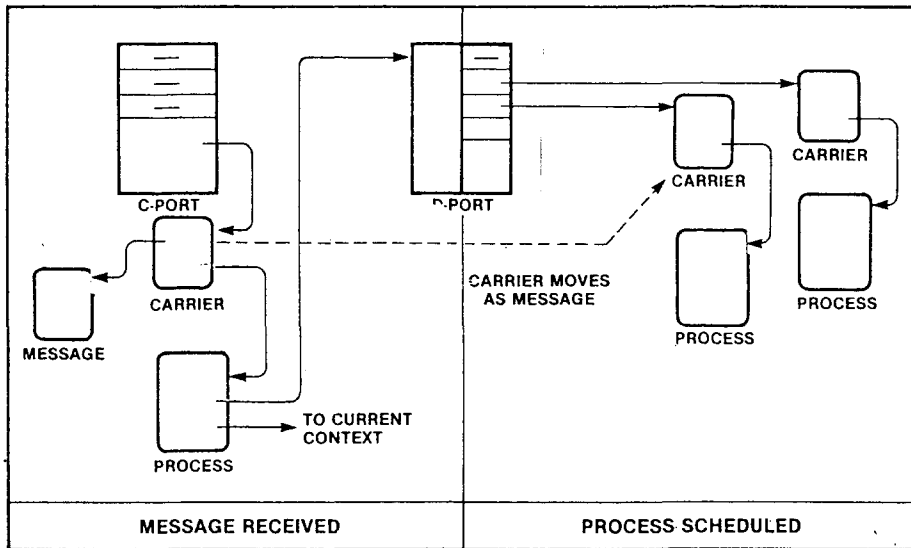 C-PORT
D-PORT
CARRIER
CARRIER
MESSAGE
CARRIER
CARRIER MOVES
AS MESSAGE
PROCESS
PROCESS
TO CURRENT
CONTEXT
PROCESS
MESSAGE RECEIVED
PROCESS SCHEDULED